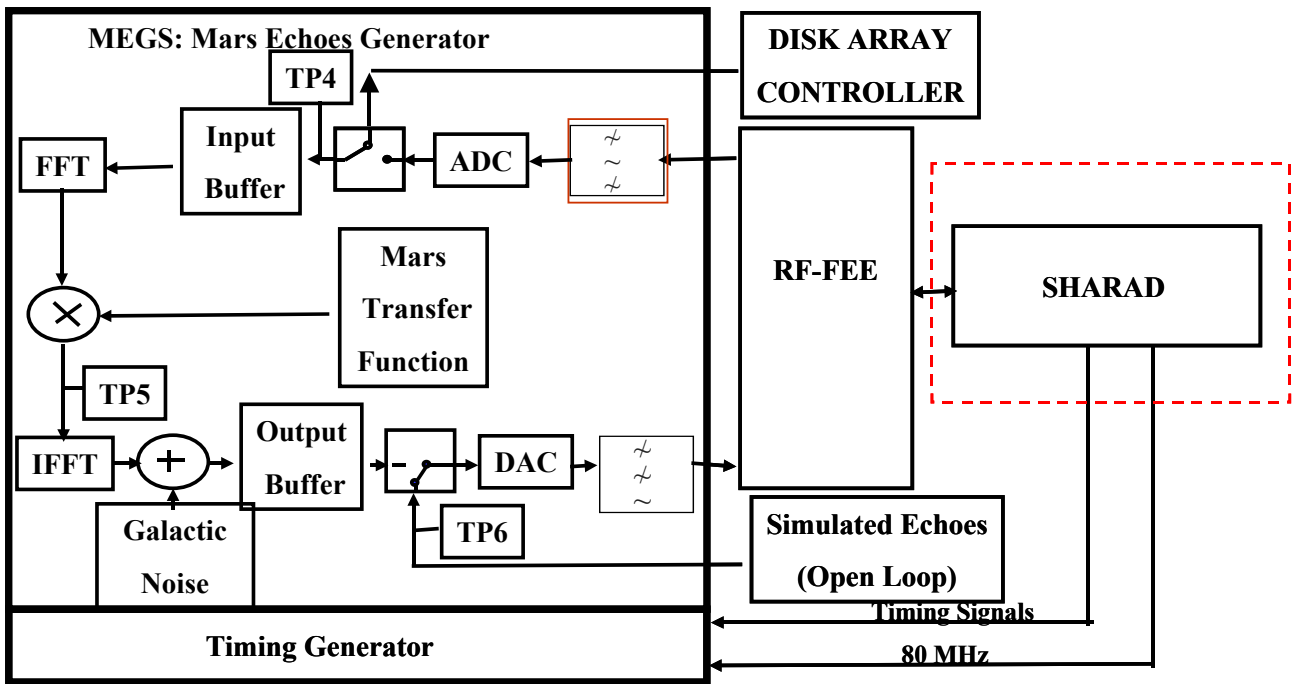 MEGS: Mars Echoes Generator
DISK ARRAY
CONTROLLER
TP4
Input
Buffer
FFT
ADC
≁
~
≁
Mars
Transfer
Function
RF-FEE
SHARAD
TP5
IFFT
+
Output
Buffer
-
DAC
≁
≁
~
TP6
Galactic
Noise
Simulated Echoes
(Open Loop)
Timing Signals
Timing Generator
80 MHz